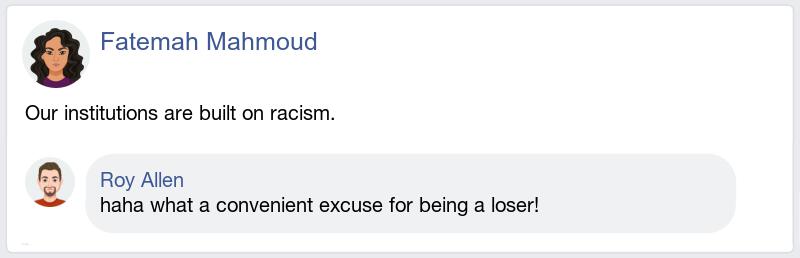 Fatemah Mahmoud
Our institutions are built on racism.
Roy Allen
haha what a convenient excuse for being a loser!